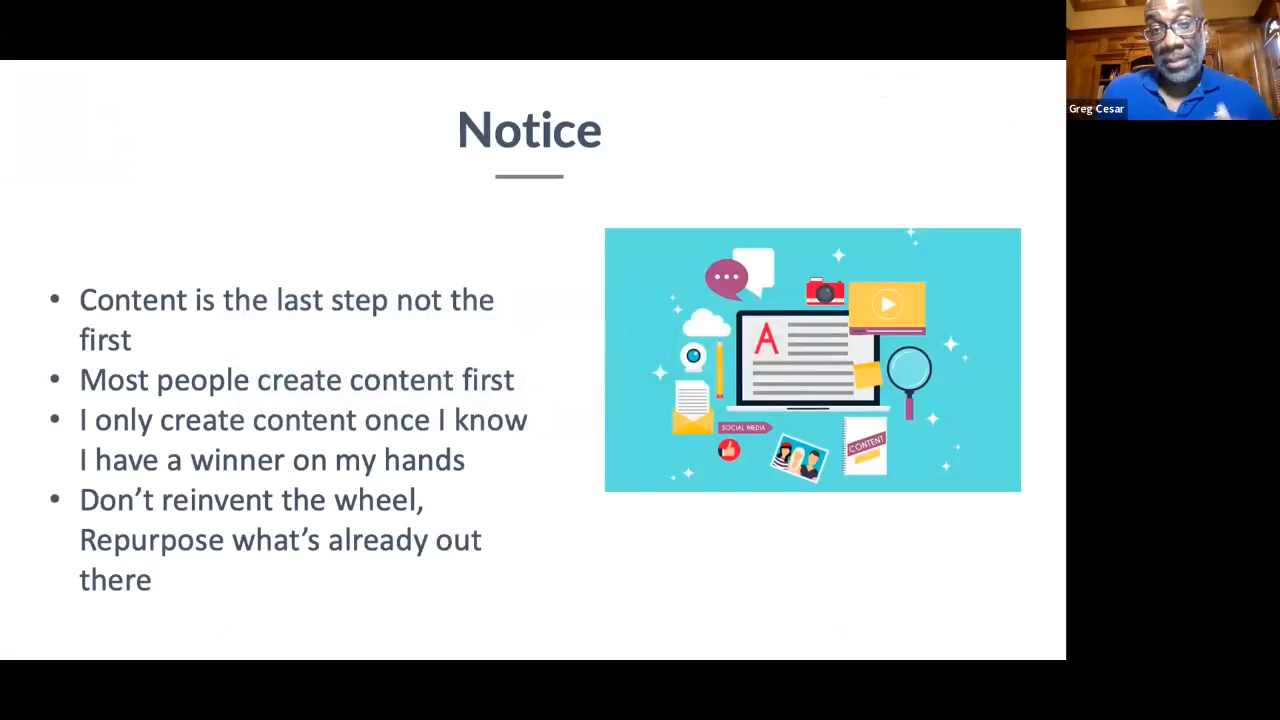 Notice
Greg Cesar
• Content is the last step not the
first
• Most people create content first
• I only create content once I know
I have a winner on my hands
• Don’t reinvent the wheel,
Repurpose what’s already out
there
A
SOCIAL MEDIA
CONTENT